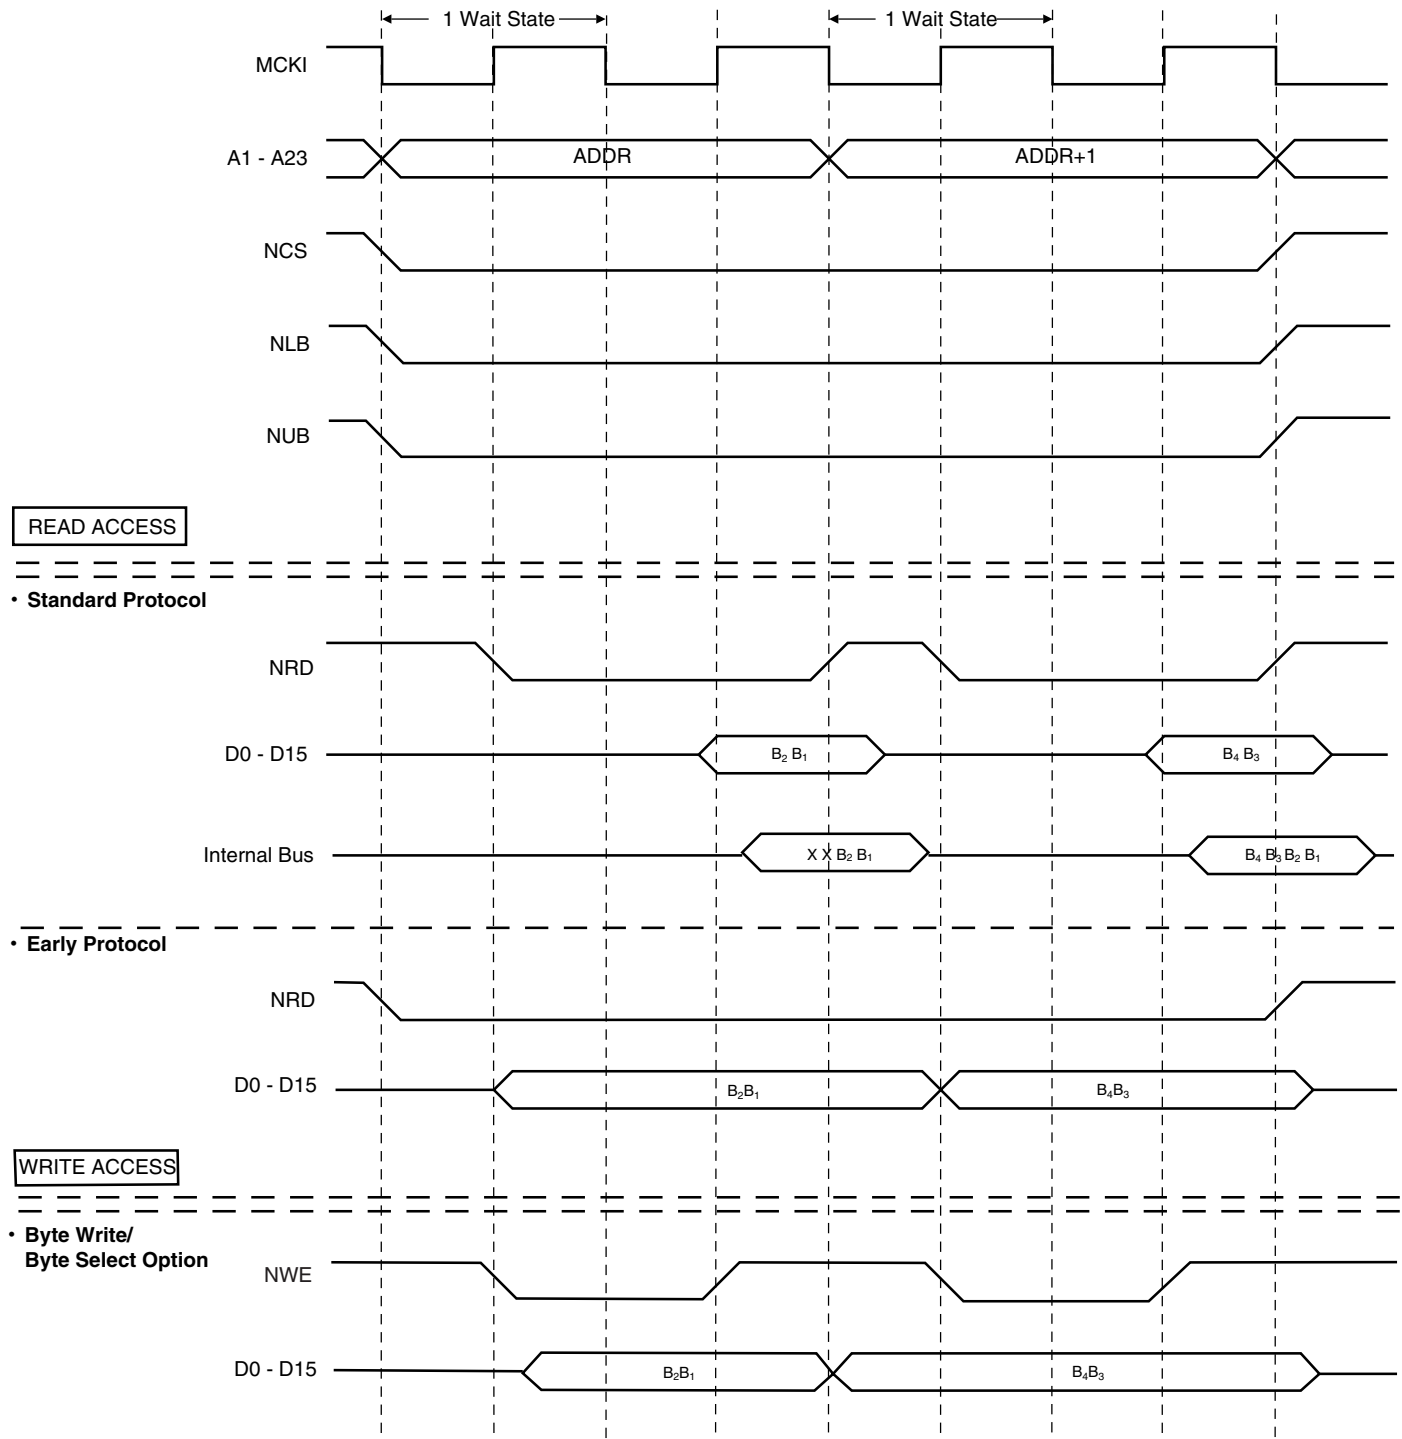 1 Wait State 1 Wait State
MCKI
A1 - A23 ADDR ADDR+1
NCS
NLB
NUB
READ ACCESS
• Standard Protocol
NRD
D0 - D15 B₂ B₁ B₄ B₃
Internal Bus X X B₂ B₁ B₄ B₃ B₂ B₁
• Early Protocol
NRD
D0 - D15 B₂B₁ B₄B₃
WRITE ACCESS
• Byte Write/
Byte Select Option
NWE
D0 - D15 B₂B₁ B₄B₃